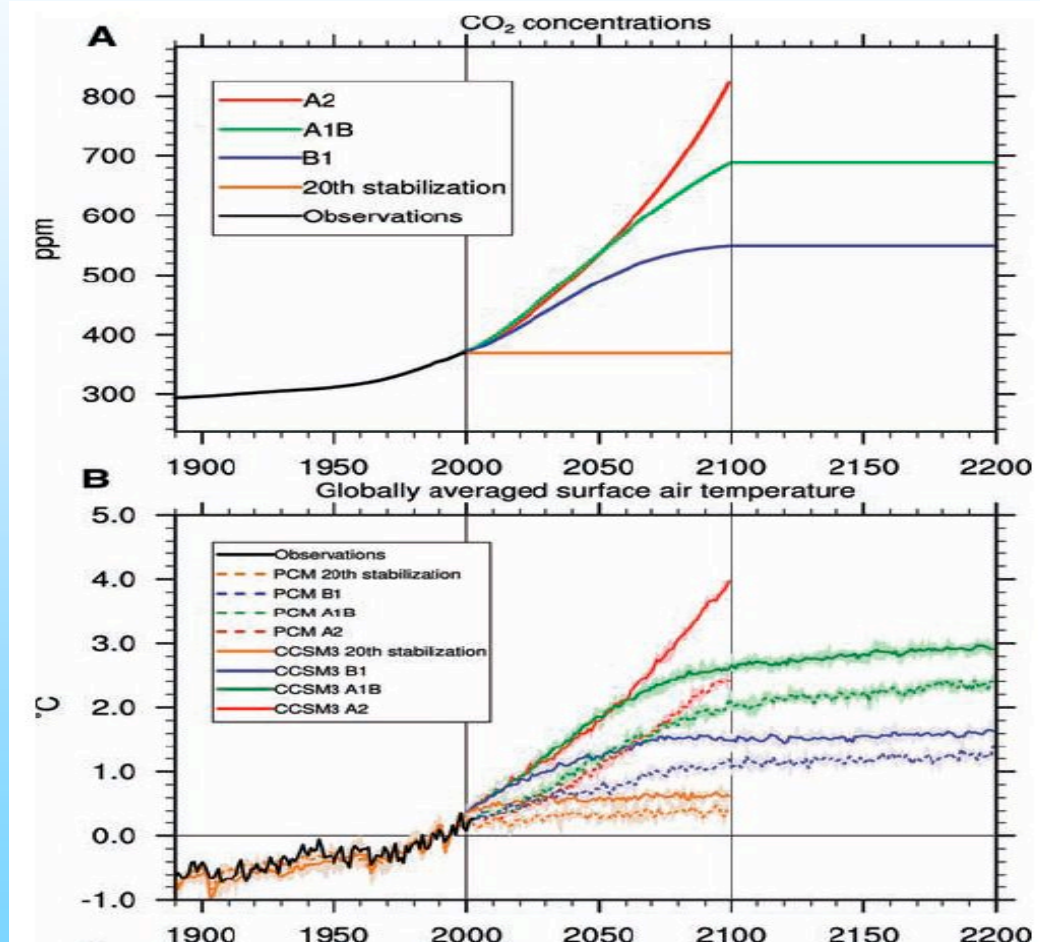 A
CO₂ concentrations
800
700
600
500
400
300
ppm
A2
A1B
B1
20th stabilization
Observations
1900 1950 2000 2050 2100 2150 2200
B
Globally averaged surface air temperature
5.0
4.0
3.0
2.0
1.0
0.0
-1.0
°C
Observations
PCM 20th stabilization
PCM B1
PCM A1B
PCM A2
CCSM3 20th stabilization
CCSM3 B1
CCSM3 A1B
CCSM3 A2
1900 1950 2000 2050 2100 2150 2200